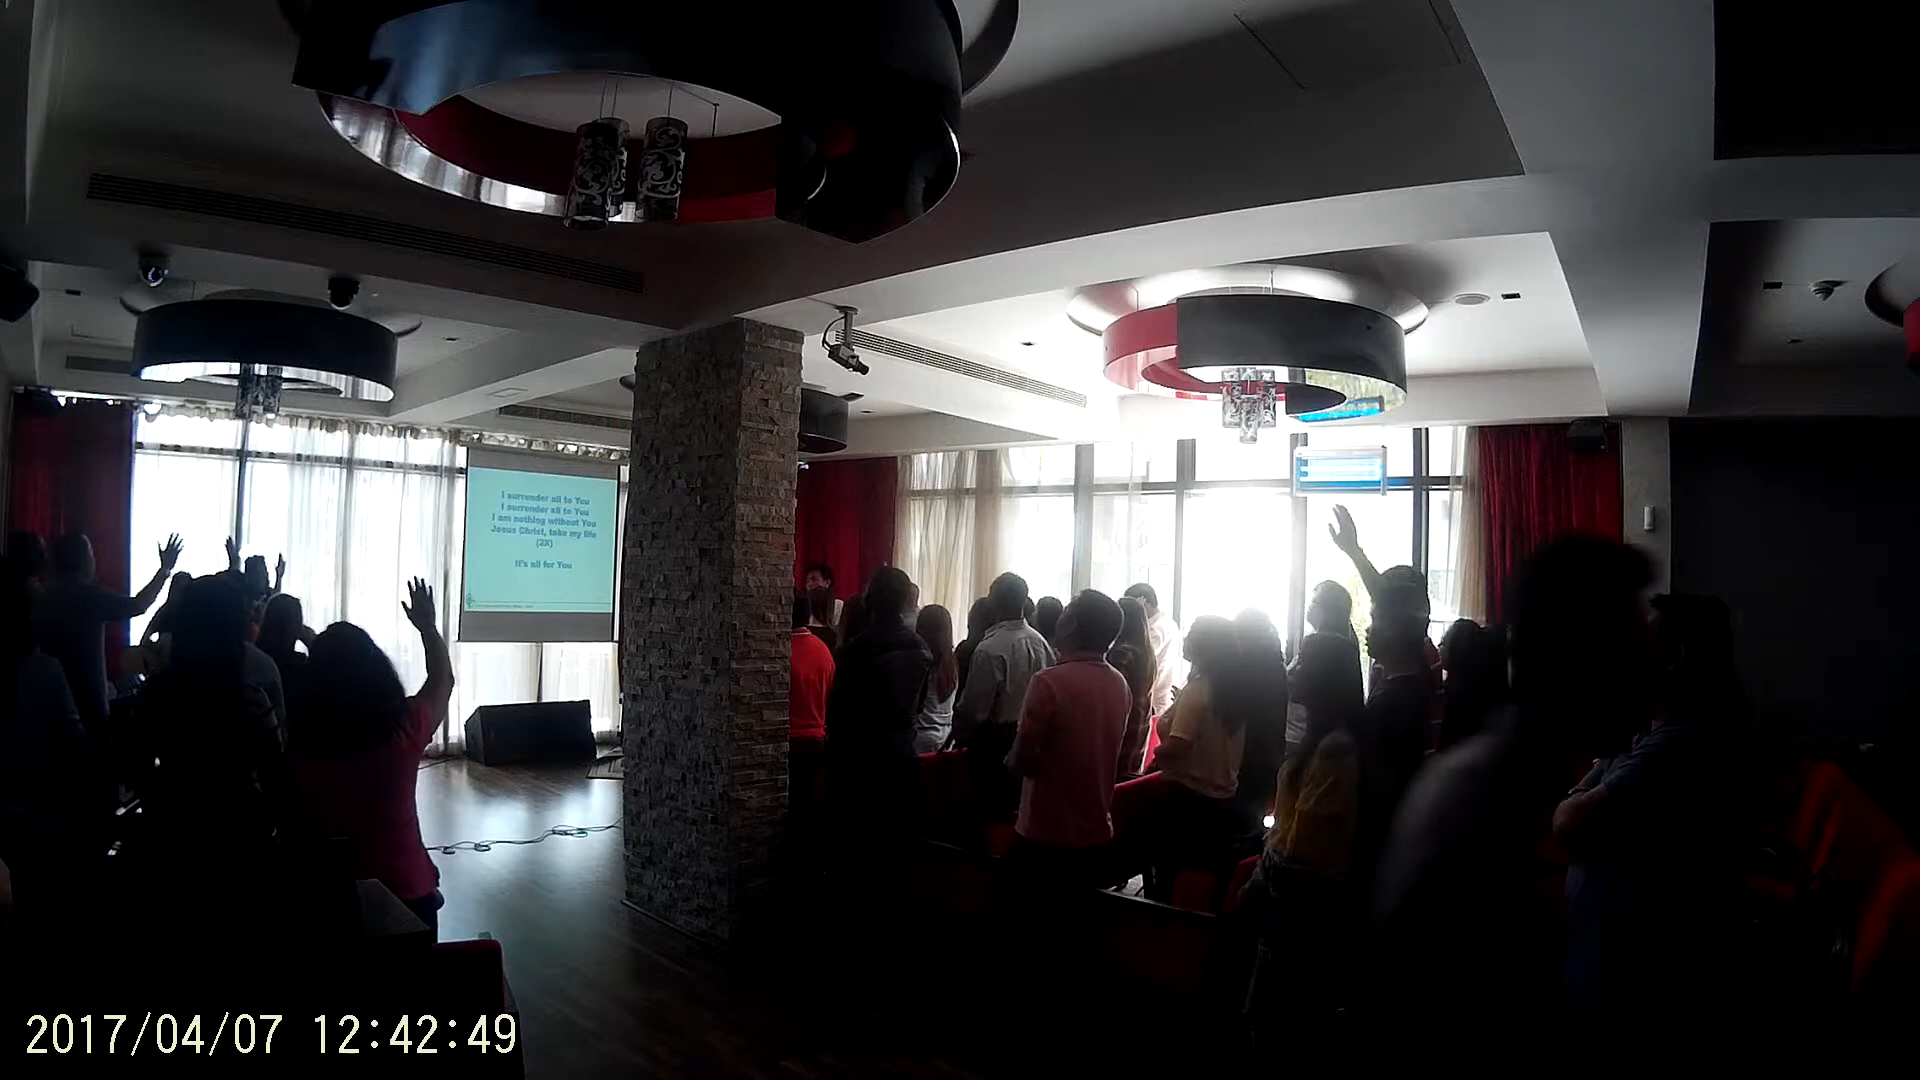 I surrender all to You
I surrender all to You
I am nothing without You
Jesus Christ, take my life
(2X)
It's all for You
2017/04/07 12:42:49